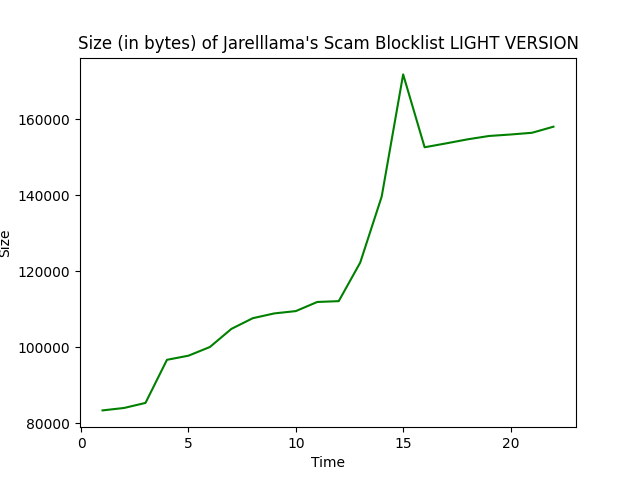 Size (in bytes) of Jarelllama's Scam Blocklist LIGHT VERSION
160000
140000
120000
100000
80000
Size
0 5 10 15 20
Time